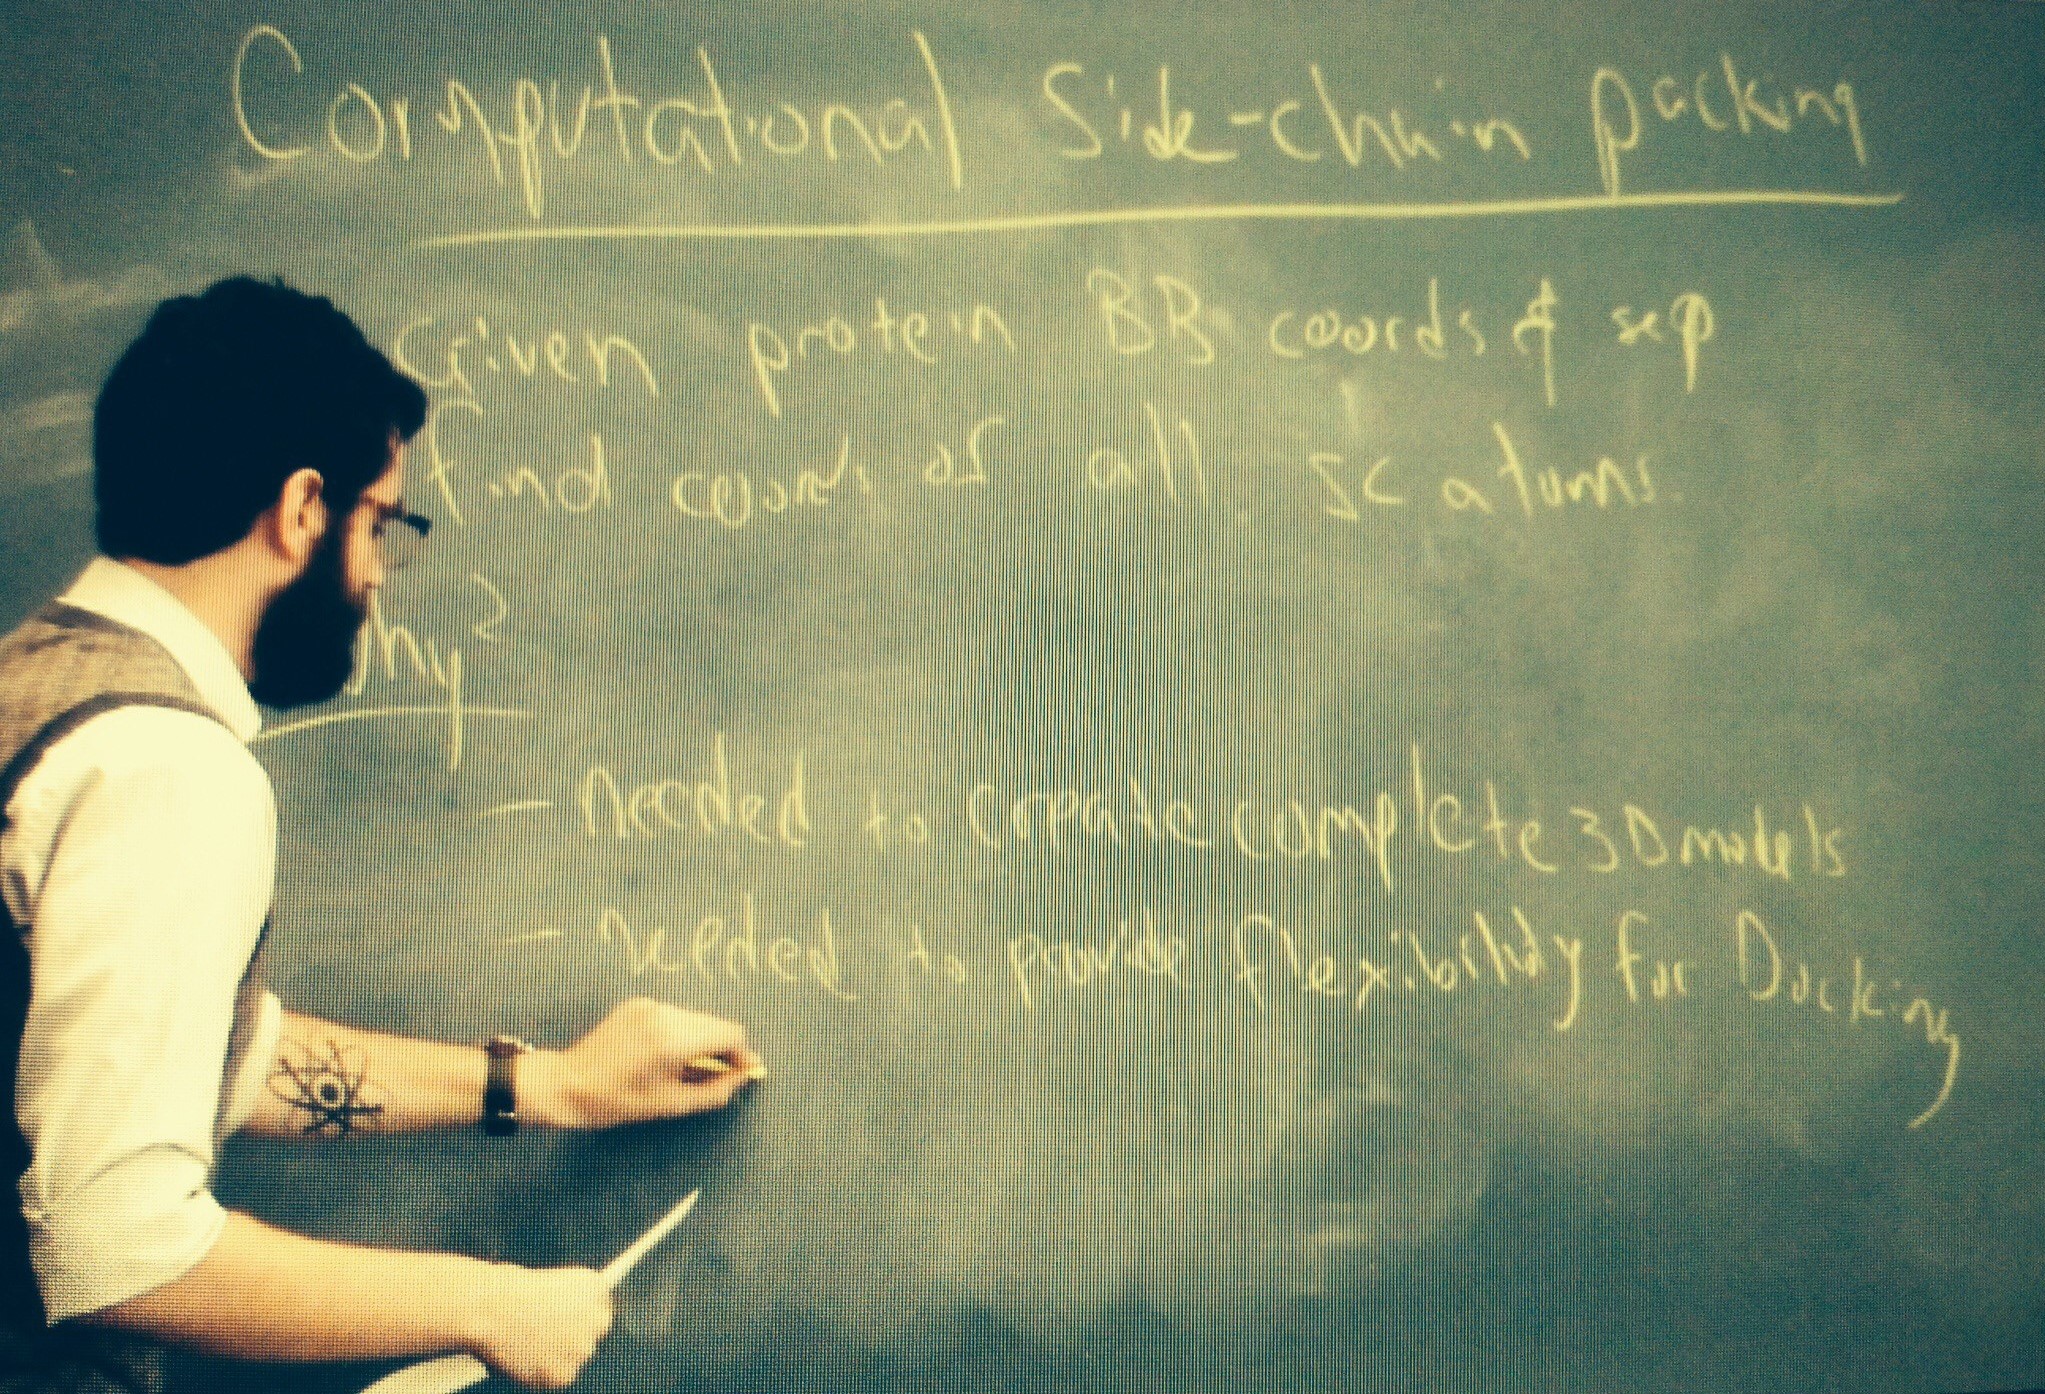 Computational Side-chain packing
Given protein BB coords & seq
find coords of all sc atoms.
Why?
- needed to create complete 3D models
- needed to provide flexibility for Docking